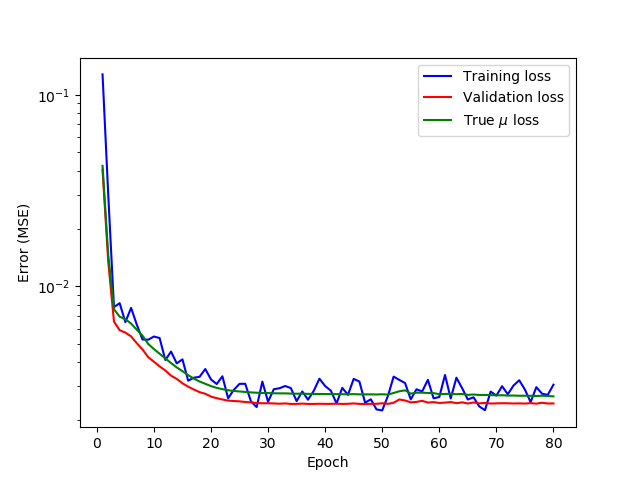 Training loss
Validation loss
True μ loss
10⁻¹
10⁻²
Error (MSE)
0 10 20 30 40 50 60 70 80
Epoch